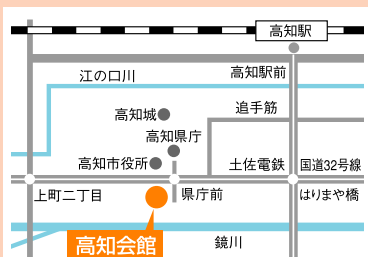 高知駅
江の口川
高知駅前
高知城
追手筋
高知県庁
高知市役所
土佐電鉄
国道32号線
上町二丁目
県庁前
はりまや橋
高知会館
鏡川